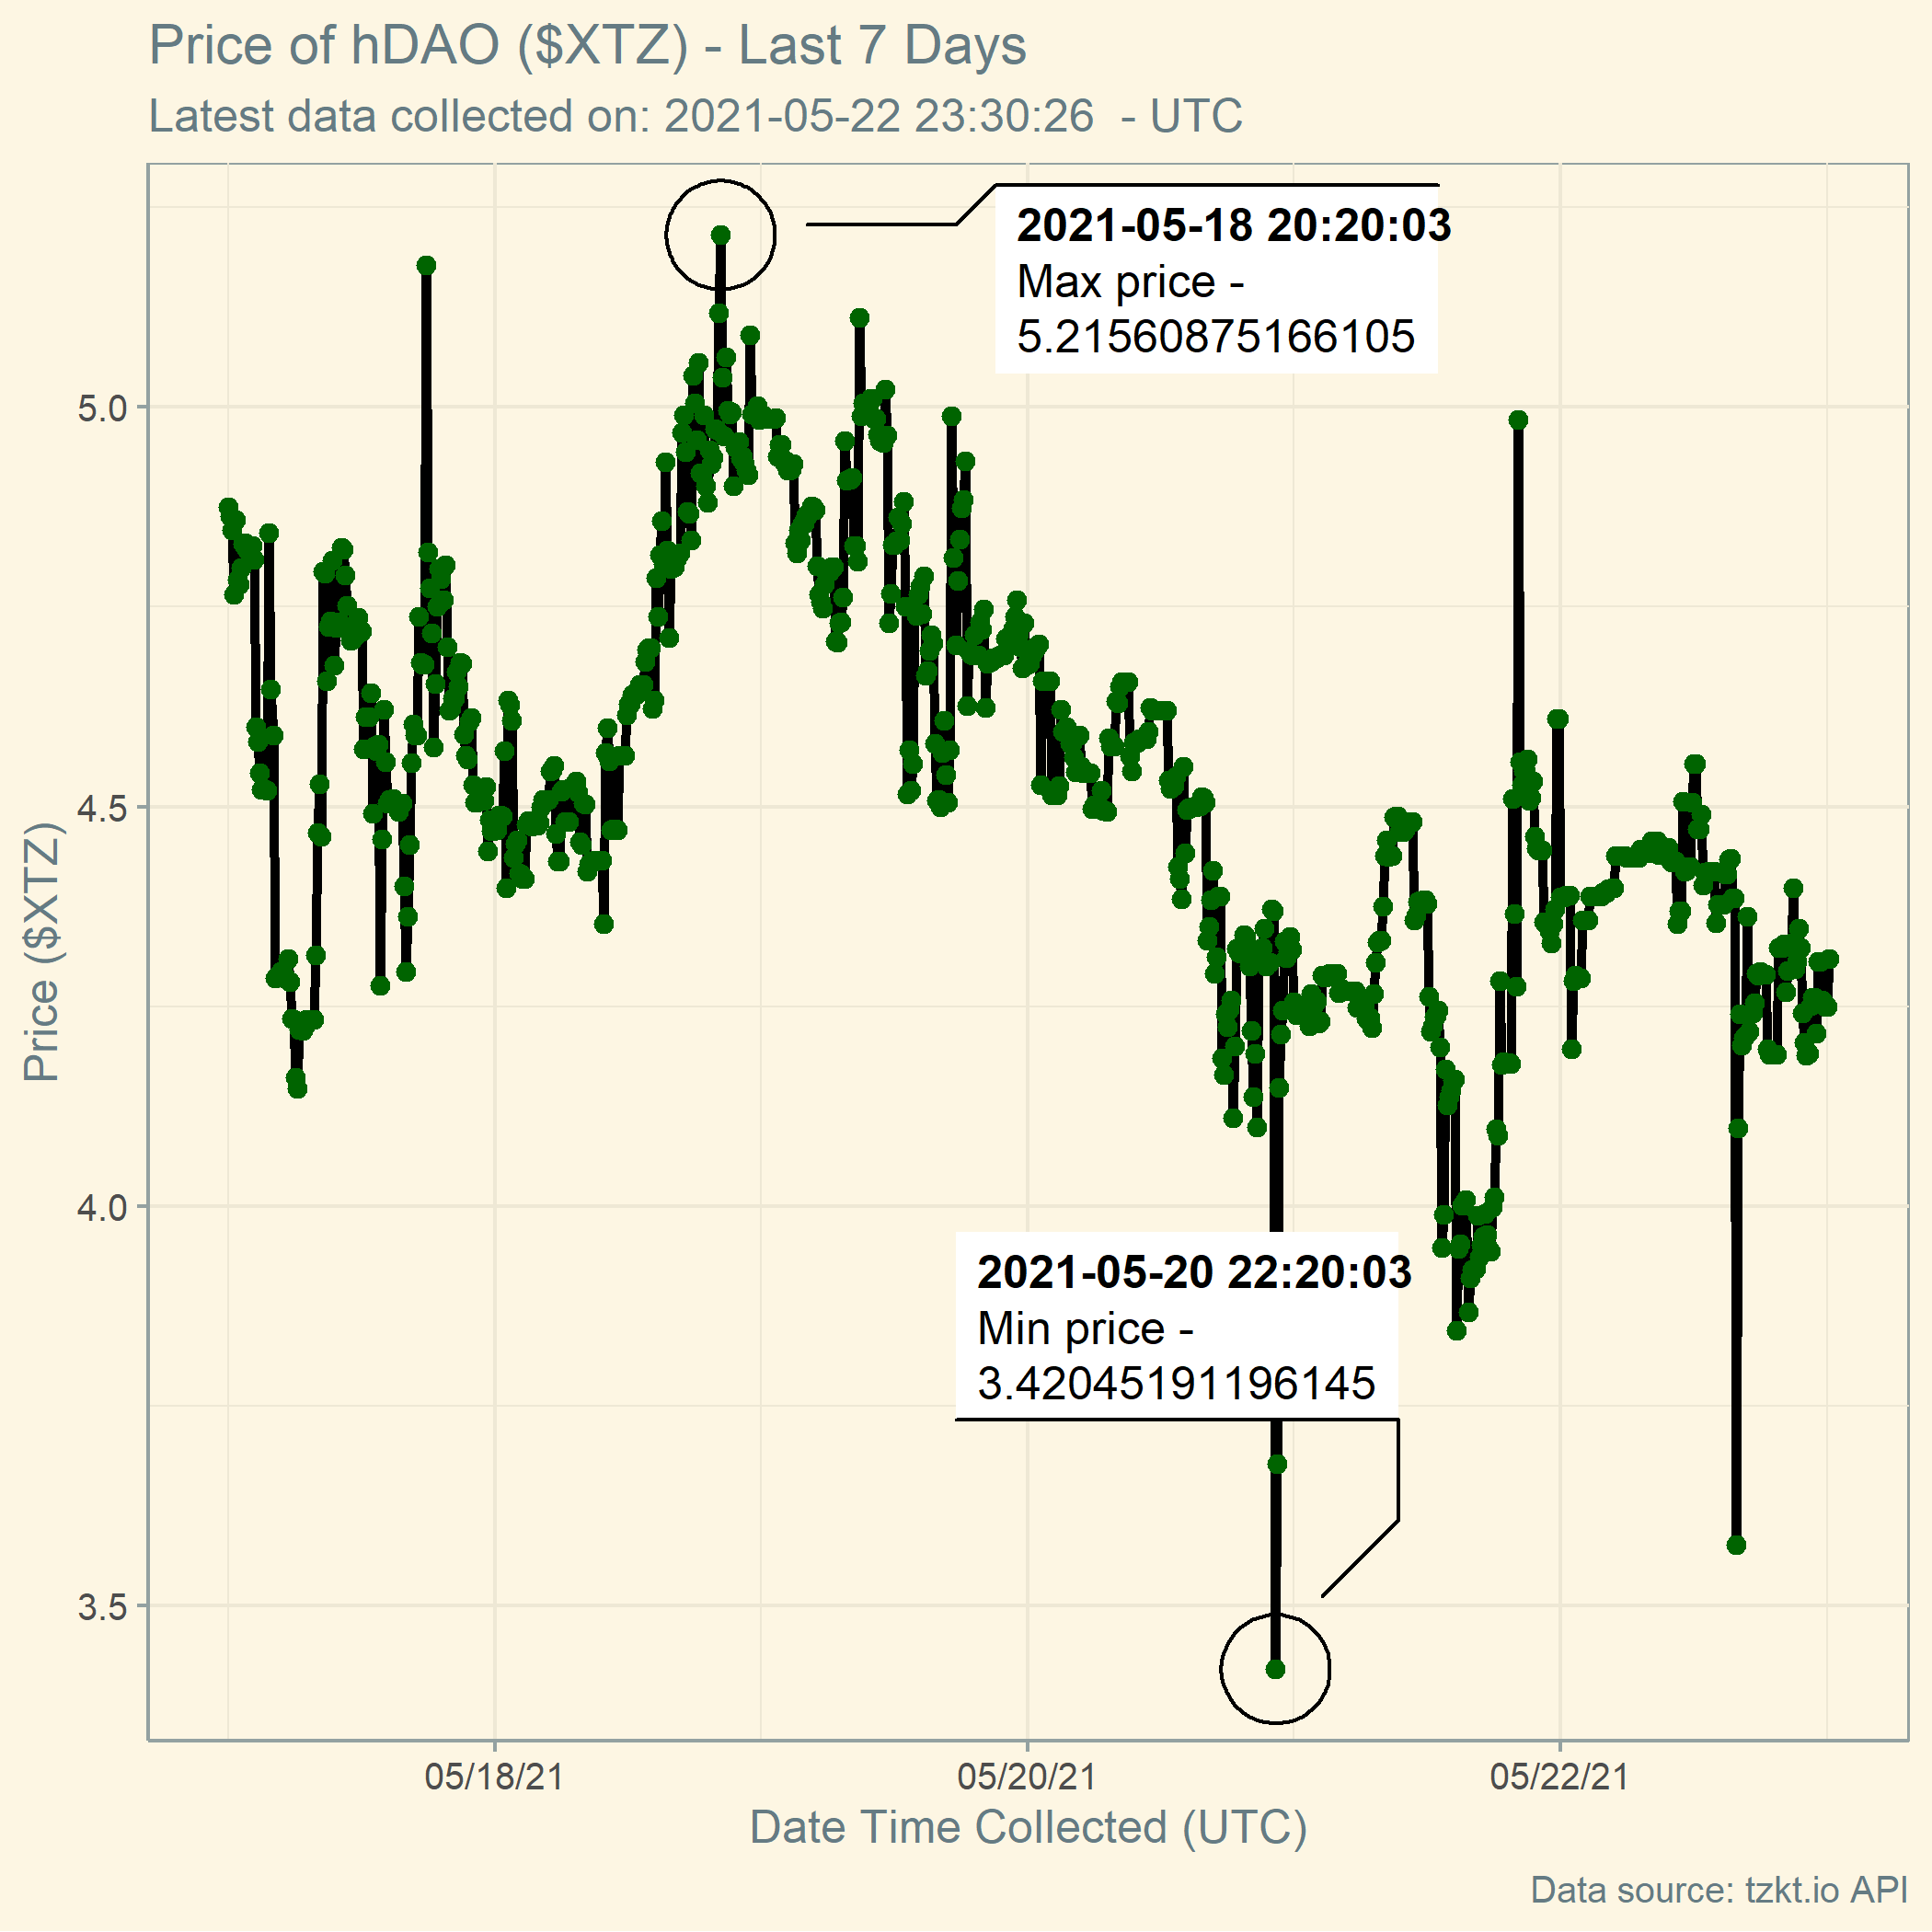 Price of hDAO ($XTZ) - Last 7 Days
Latest data collected on: 2021-05-22 23:30:26  - UTC
2021-05-18 20:20:03
Max price -
5.21560875166105
5.0
4.5
4.0
3.5
Price ($XTZ)
2021-05-20 22:20:03
Min price -
3.42045191196145
05/18/21
05/20/21
05/22/21
Date Time Collected (UTC)
Data source: tzkt.io API